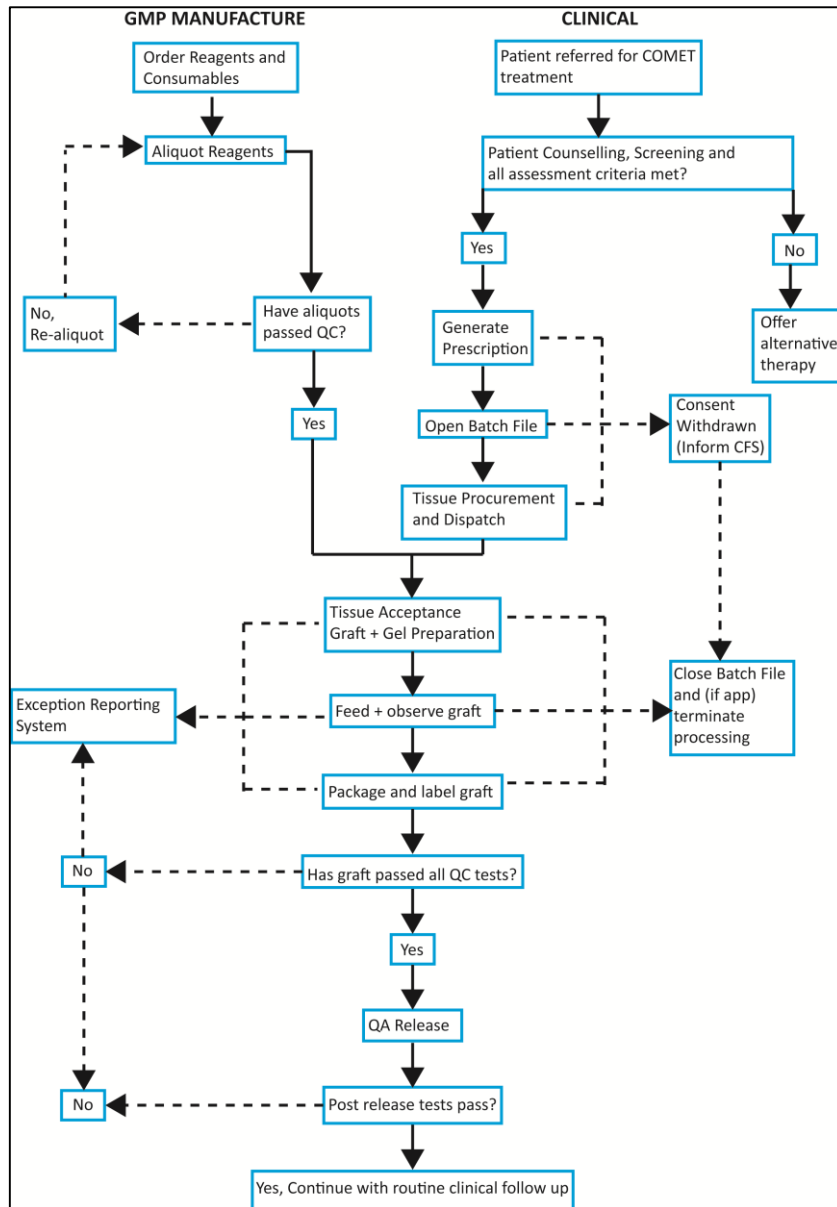 GMP MANUFACTURE
CLINICAL
Order Reagents and
Consumables
Patient referred for COMET
treatment
Aliquot Reagents
Patient Counselling, Screening and
all assessment criteria met?
Yes
No
No,
Re-aliquot
Have aliquots
passed QC?
Generate
Prescription
Offer
alternative
therapy
Yes
Open Batch File
Consent
Withdrawn
(Inform CFS)
Tissue Procurement
and Dispatch
Tissue Acceptance
Graft + Gel Preparation
Exception Reporting
System
Feed + observe graft
Close Batch File
and (if app)
terminate
processing
Package and label graft
No
Has graft passed all QC tests?
Yes
QA Release
No
Post release tests pass?
Yes, Continue with routine clinical follow up